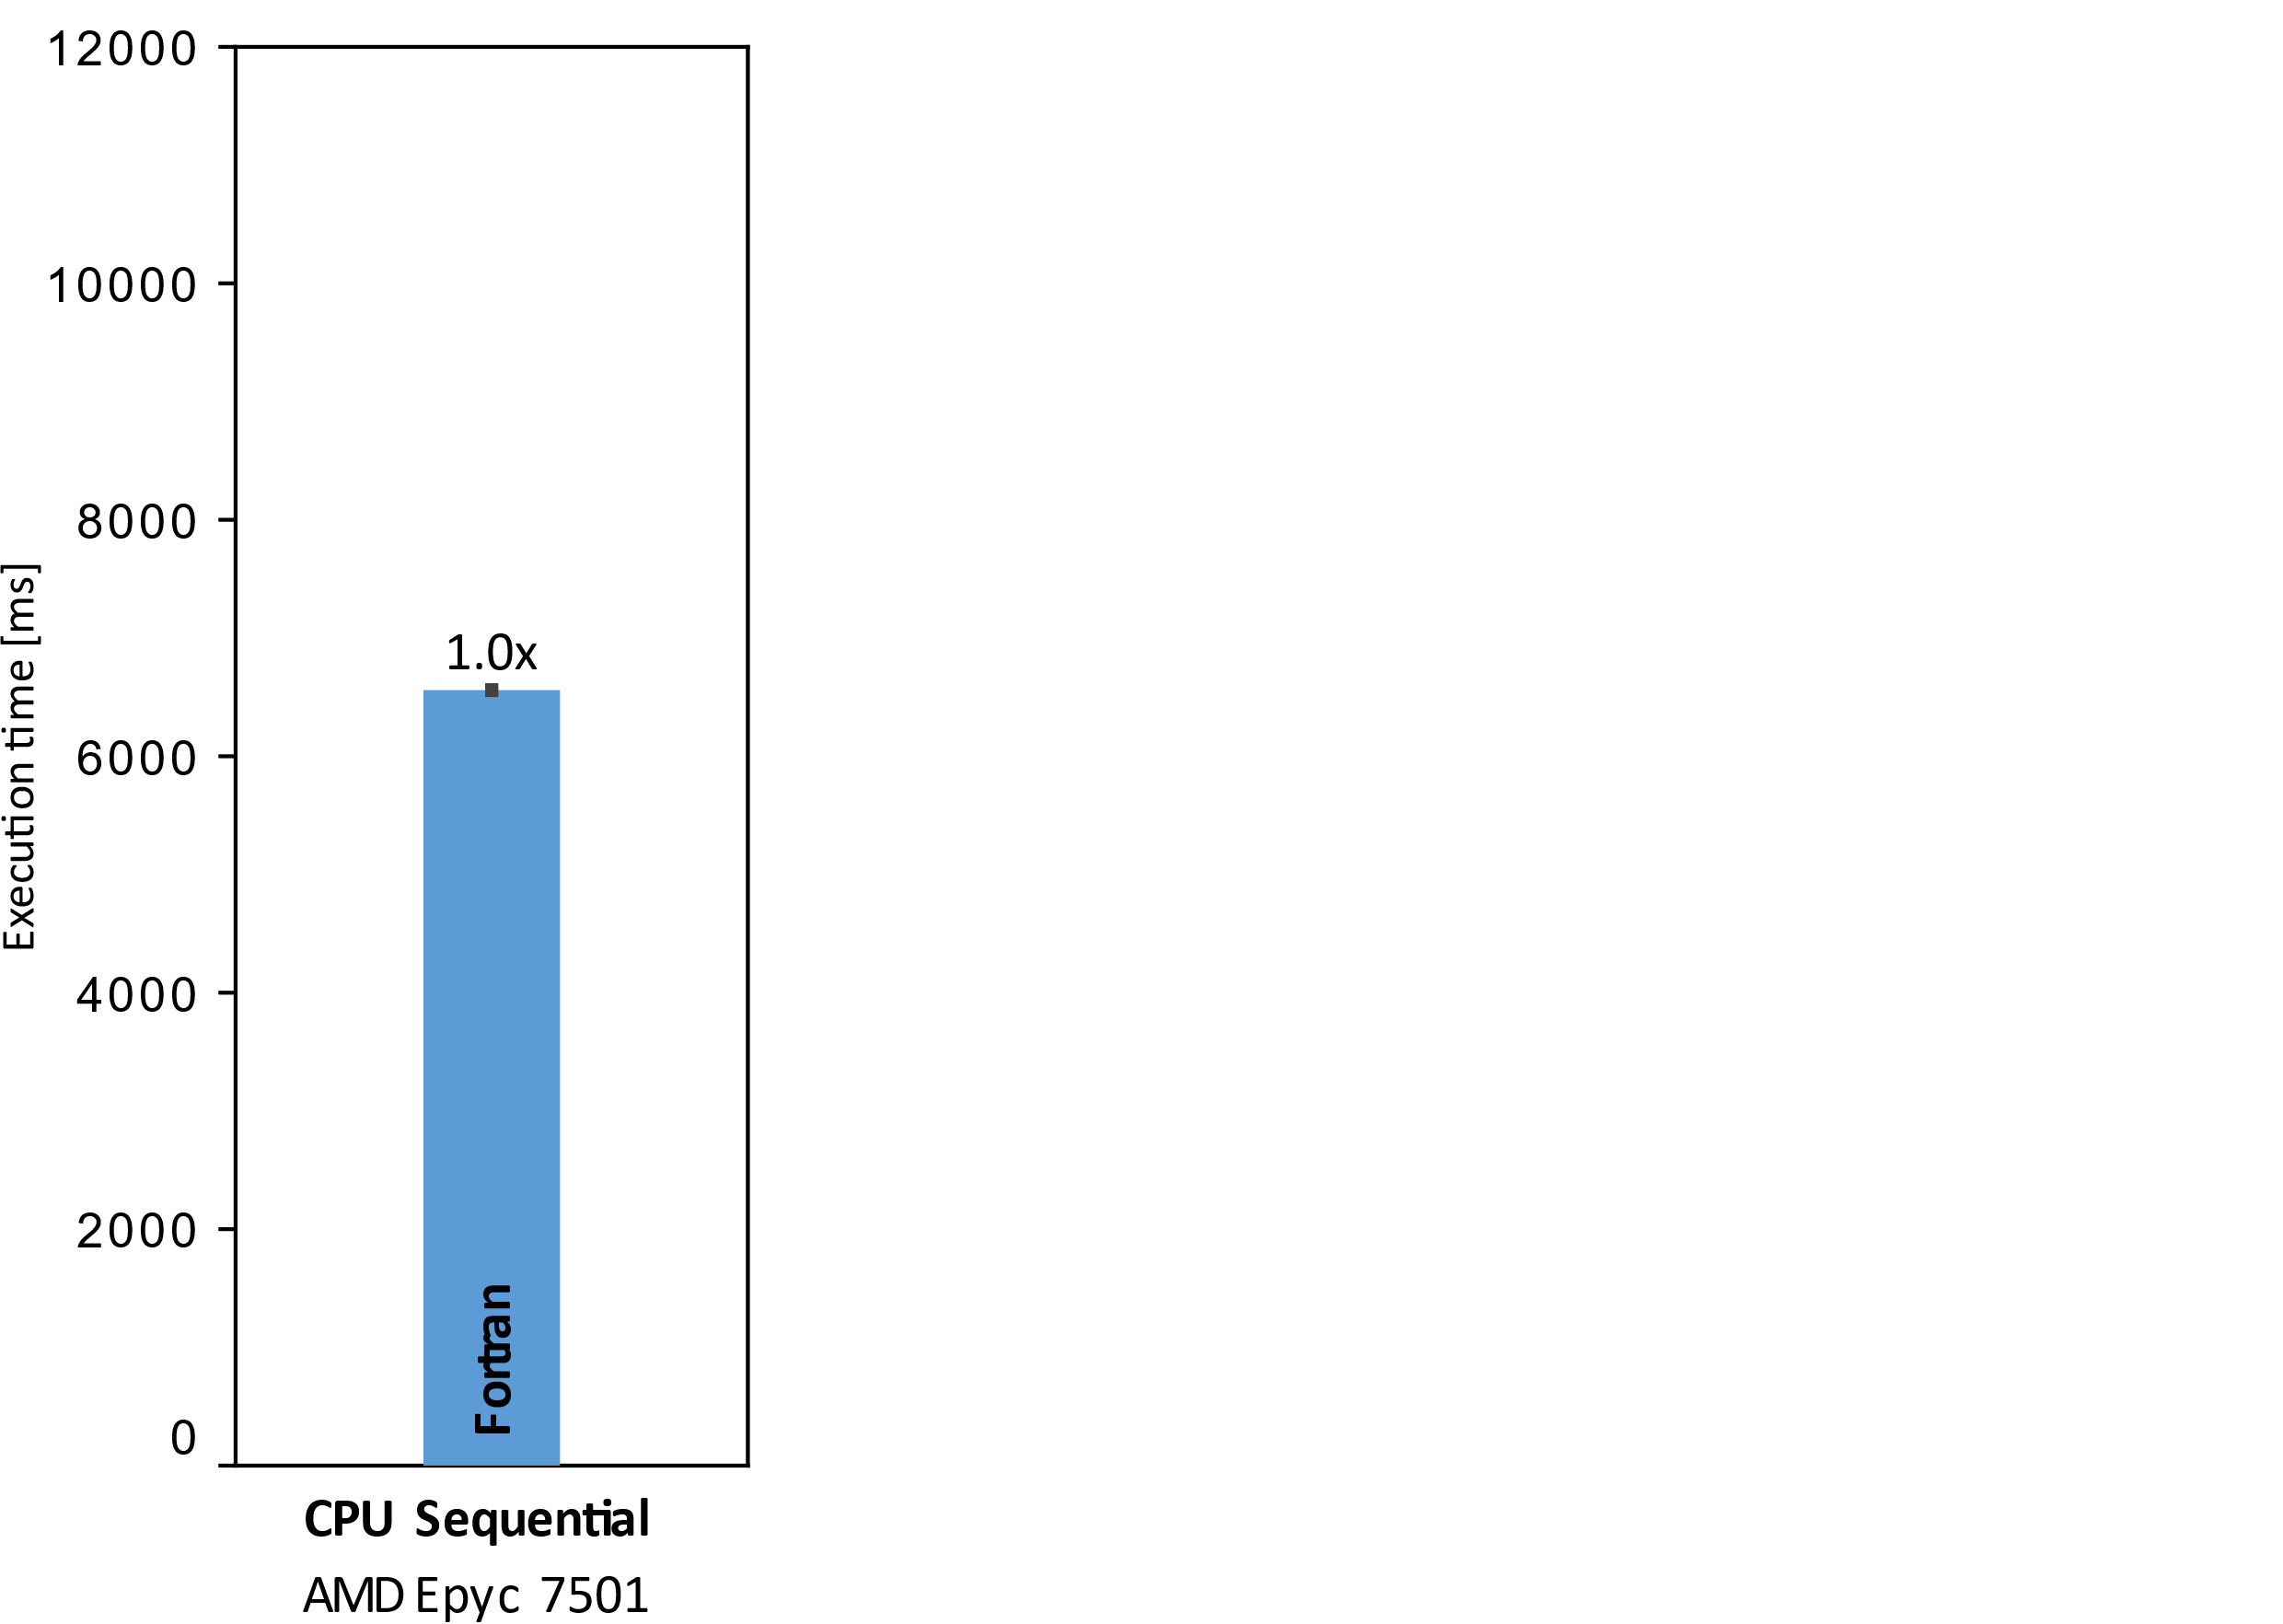 12000
10000
8000
6000
4000
2000
0
Execution time [ms]
1.0x
Fortran
CPU Sequential
AMD Epyc 7501